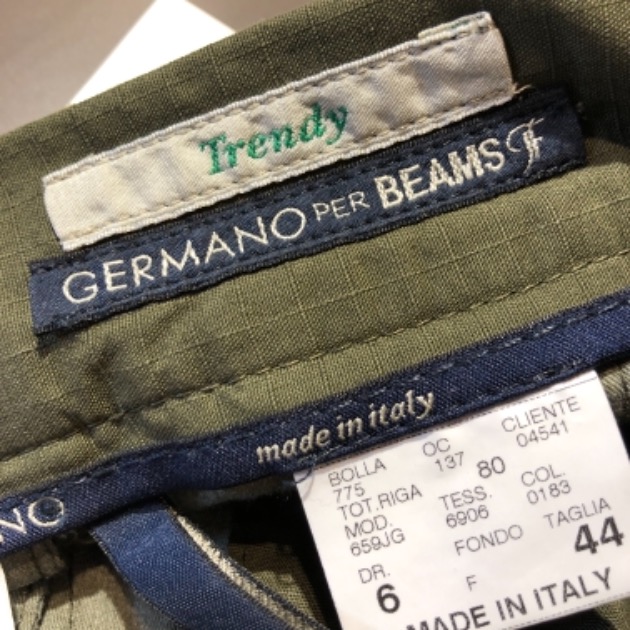 Trendy
GERMANO PER BEAMS F
made in italy
NO
BOLLA OC CLIENTE
775 137 80 04541
TOT.RIGA TESS. COL.
MOD. 6906 0183
659JG FONDO TAGLIA
DR. F 44
6
MADE IN ITALY